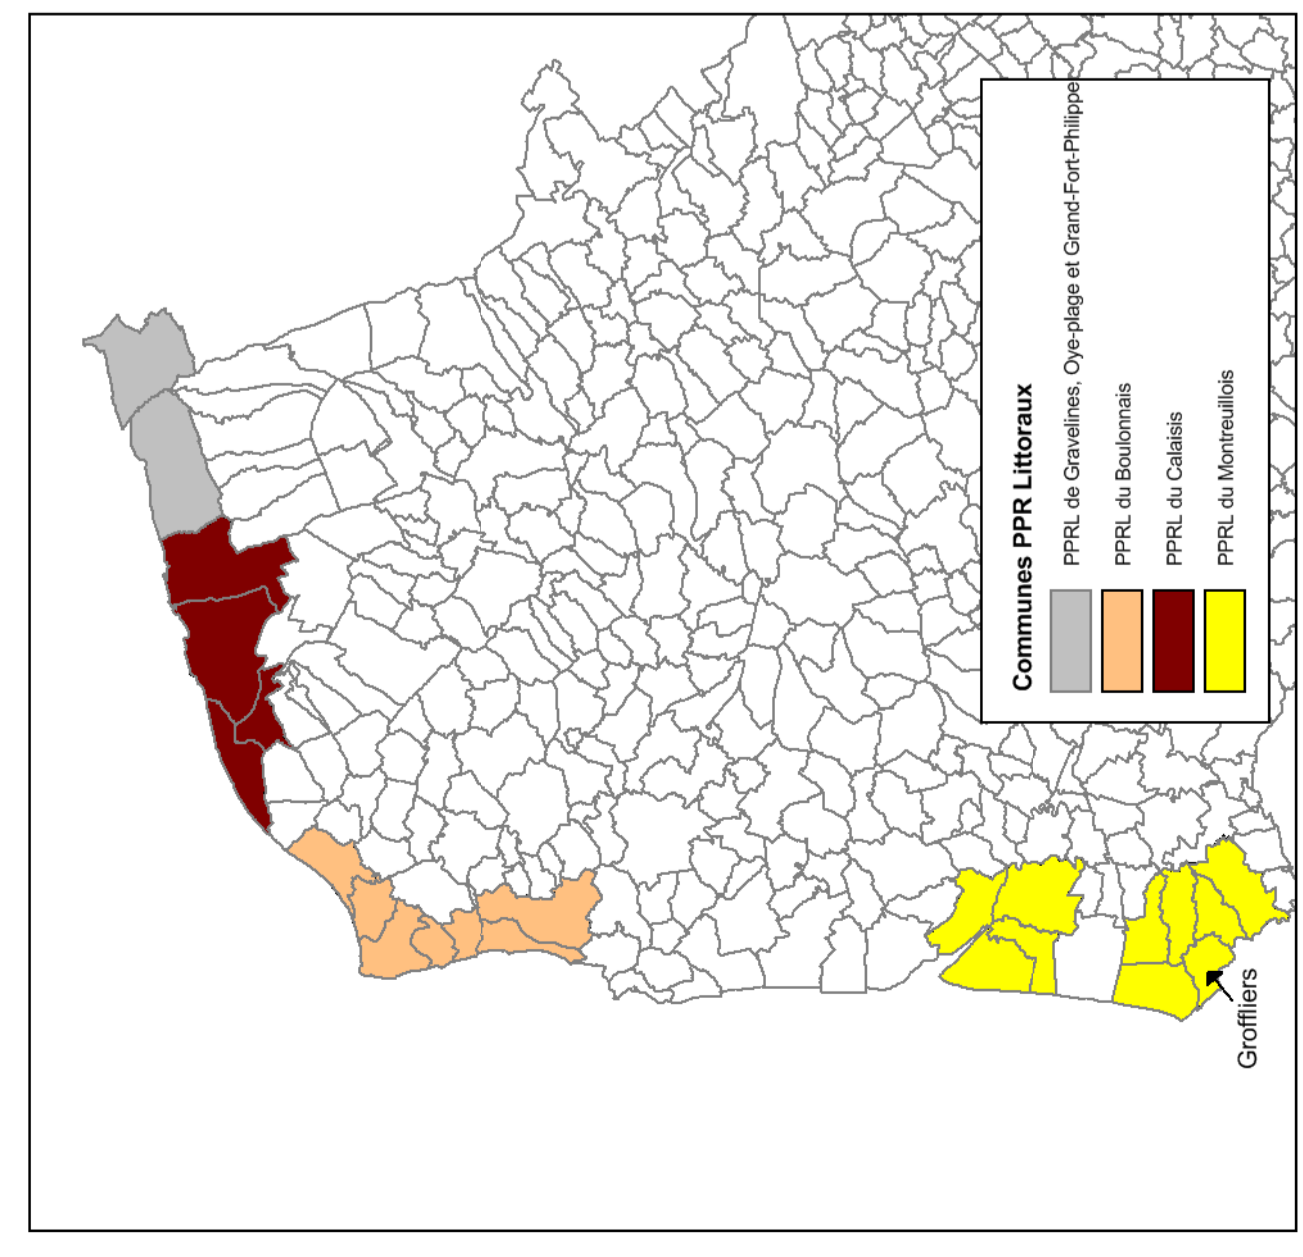 Communes PPR Littoraux
PPRL de Gravelines, Oye-plage et Grand-Fort-Philippe
PPRL du Boulonnais
PPRL du Calaisis
PPRL du Montreuillois
Groffliers